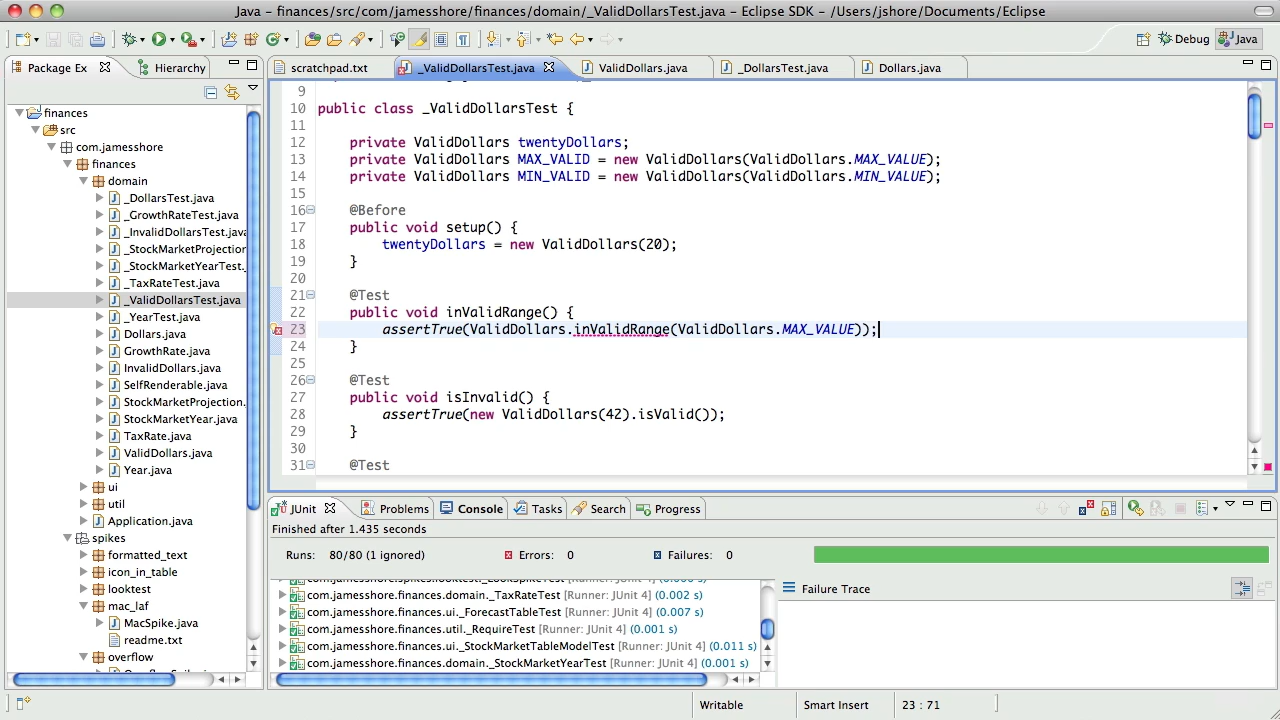 Java - finances/src/com/jamesshore/finances/domain/_ValidDollarsTest.java - Eclipse SDK - /Users/jshore/Documents/Eclipse
Debug Java
Package Ex Hierarchy
scratchpad.txt _ValidDollarsTest.java ValidDollars.java _DollarsTest.java Dollars.java
finances
src
com.jamesshore
finances
domain
_DollarsTest.java
_GrowthRateTest.java
_InvalidDollarsTest.java
_StockMarketProjection
_StockMarketYearTest.j
_TaxRateTest.java
_ValidDollarsTest.java
_YearTest.java
Dollars.java
GrowthRate.java
InvalidDollars.java
SelfRenderable.java
StockMarketProjection.
StockMarketYear.java
TaxRate.java
ValidDollars.java
Year.java
ui
util
Application.java
spikes
formatted_text
icon_in_table
looktest
mac_laf
MacSpike.java
readme.txt
overflow
9
10 public class _ValidDollarsTest {
11
12 private ValidDollars twentyDollars;
13 private ValidDollars MAX_VALID = new ValidDollars(ValidDollars.MAX_VALUE);
14 private ValidDollars MIN_VALID = new ValidDollars(ValidDollars.MIN_VALUE);
15
16 @Before
17 public void setup() {
18 twentyDollars = new ValidDollars(20);
19 }
20
21 @Test
22 public void inValidRange() {
23 assertTrue(ValidDollars.inValidRange(ValidDollars.MAX_VALUE));
24 }
25
26 @Test
27 public void isInvalid() {
28 assertTrue(new ValidDollars(42).isValid());
29 }
30
31 @Test
JUnit Problems Console Tasks Search Progress
Finished after 1.435 seconds
Runs: 80/80 (1 ignored) Errors: 0 Failures: 0
com.jamesshore.finances.domain._TaxRateTest [Runner: JUnit 4] (0.002 s)
com.jamesshore.finances.ui._ForecastTableTest [Runner: JUnit 4] (0.007 s)
com.jamesshore.finances.util._RequireTest [Runner: JUnit 4] (0.001 s)
com.jamesshore.finances.ui._StockMarketTableModelTest [Runner: JUnit 4] (0.011 s)
com.jamesshore.finances.domain._StockMarketYearTest [Runner: JUnit 4] (0.001 s)
Failure Trace
Writable Smart Insert 23 : 71